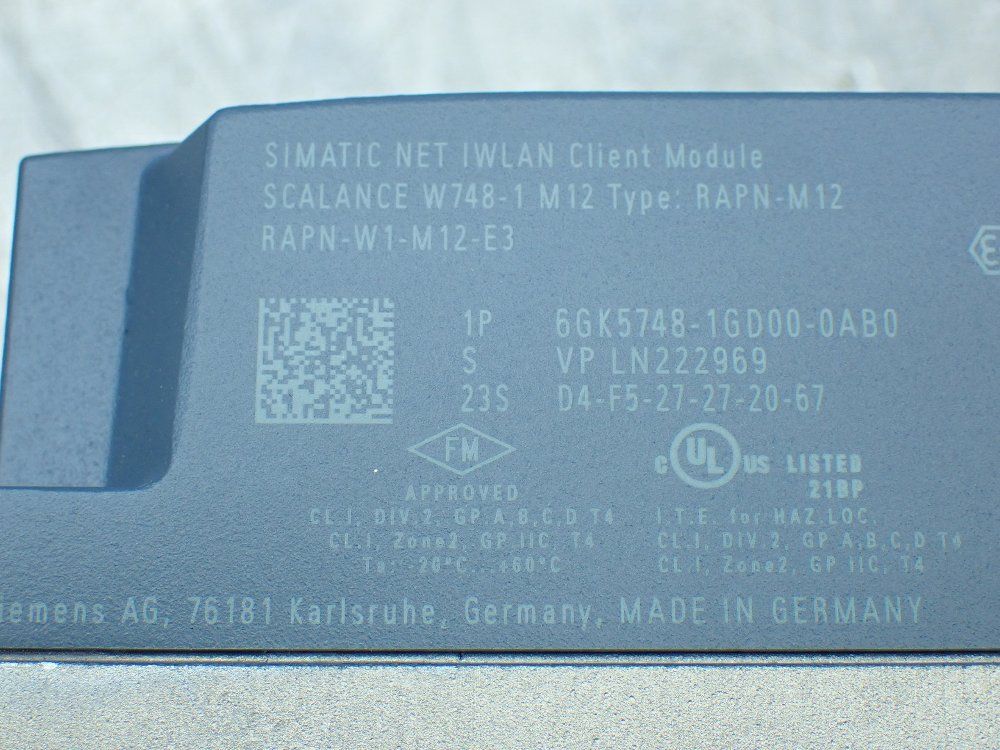 SIMATIC NET IWLAN Client Module
SCALANCE W748-1 M12 Type: RAPN-M12
RAPN-W1-M12-E3
1P 6GK5748-1GD00-0AB0
S VP LN222969
23S D4-F5-27-27-20-67
FM
APPROVED
CL.I, DIV.2, GP.A,B,C,D T4
CL.I, Zone2, GP.IIC, T4
Ta: -20°C...+60°C
C UL US LISTED
21BP
I.T.E. for HAZ.LOC.
CL.I, DIV.2, GP.A,B,C,D T4
CL.I, Zone2, GP.IIC, T4
iemens AG, 76181 Karlsruhe, Germany, MADE IN GERMANY